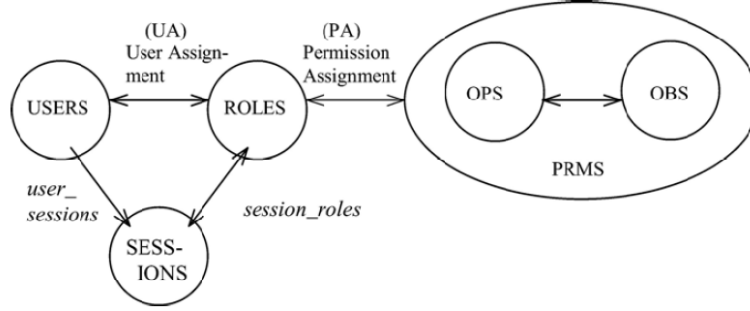 (UA)
User Assign-
ment
(PA)
Permission
Assignment
USERS
ROLES
OPS
OBS
PRMS
user_
sessions
session_roles
SESS-
IONS